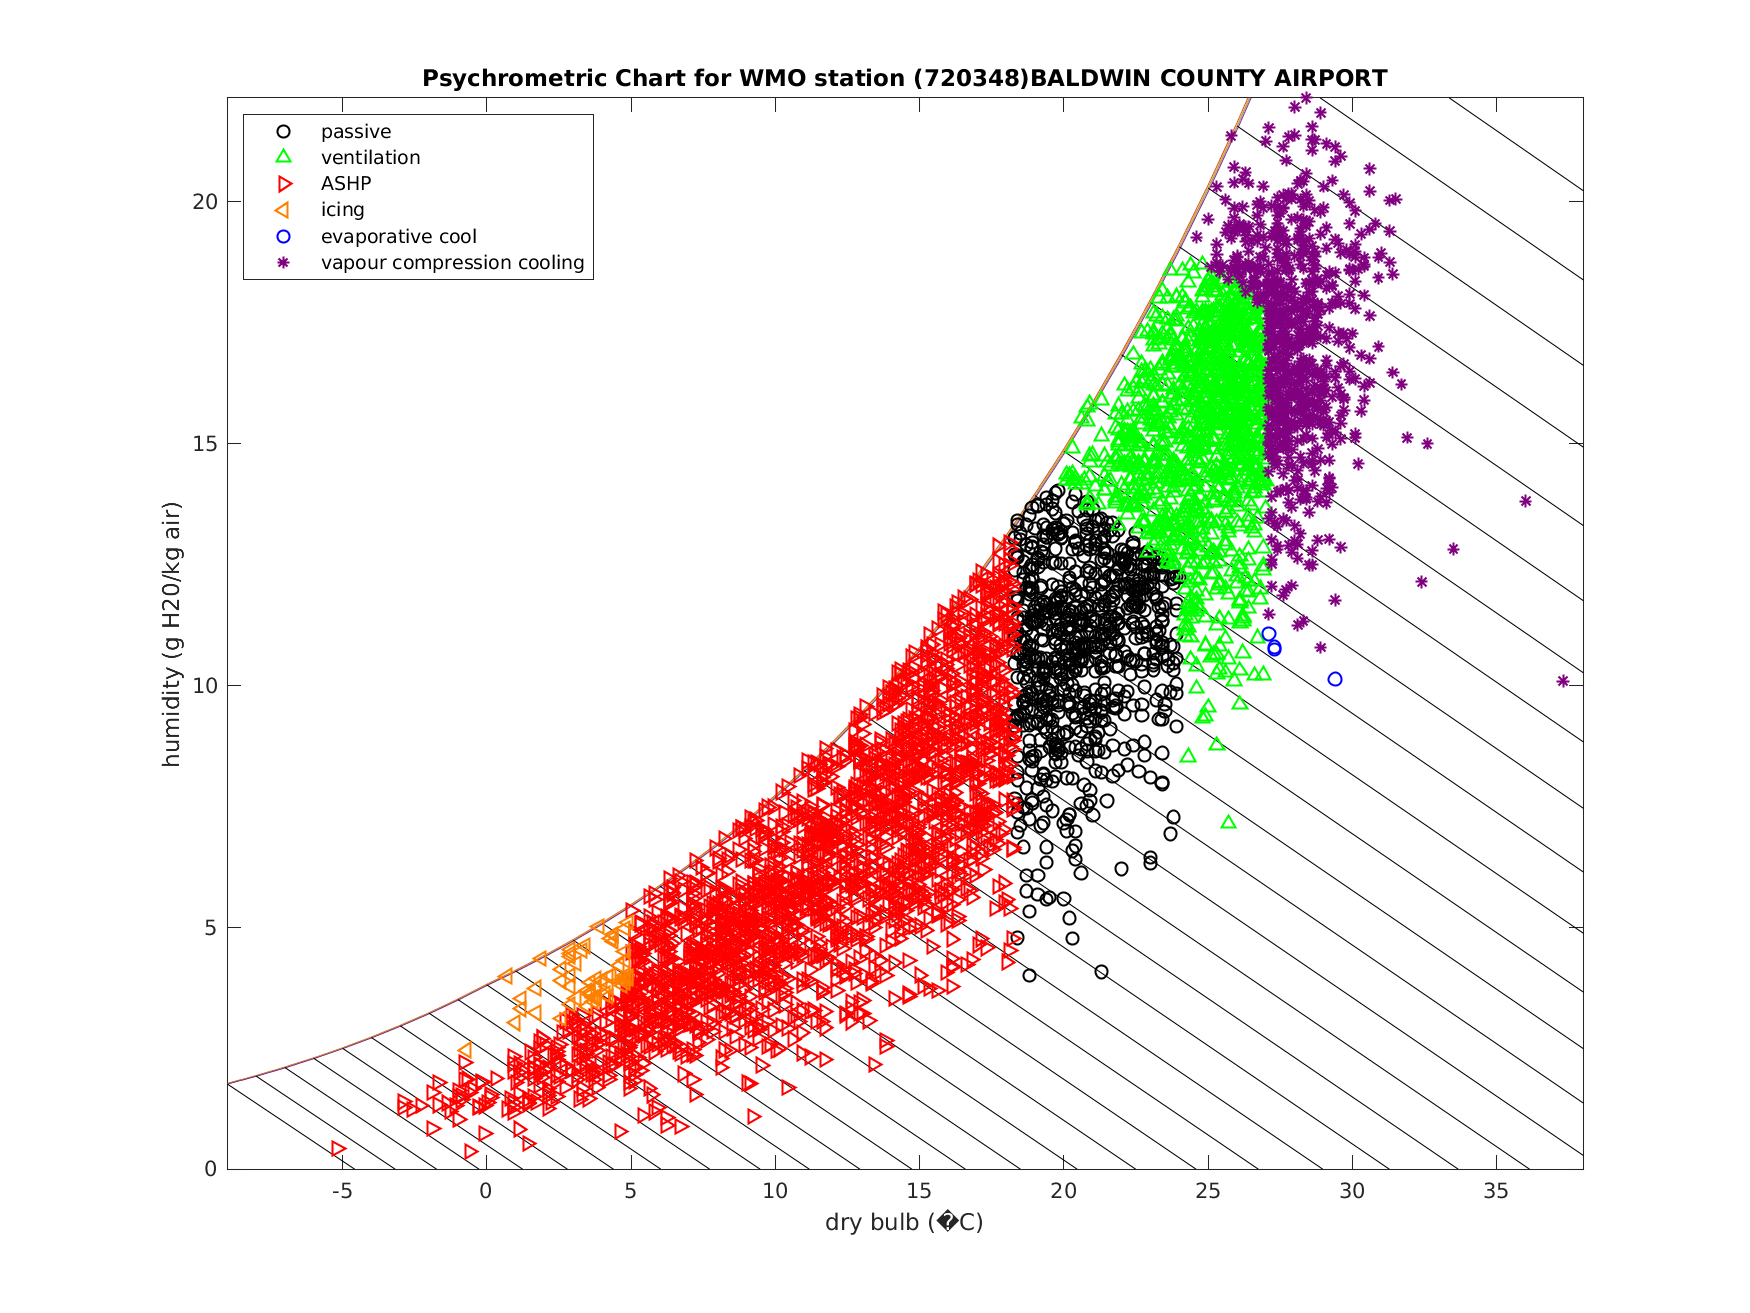 Psychrometric Chart for WMO station (720348)BALDWIN COUNTY AIRPORT
passive
ventilation
ASHP
icing
evaporative cool
vapour compression cooling
20
15
10
5
0
humidity (g H20/kg air)
-5 0 5 10 15 20 25 30 35
dry bulb (�C)